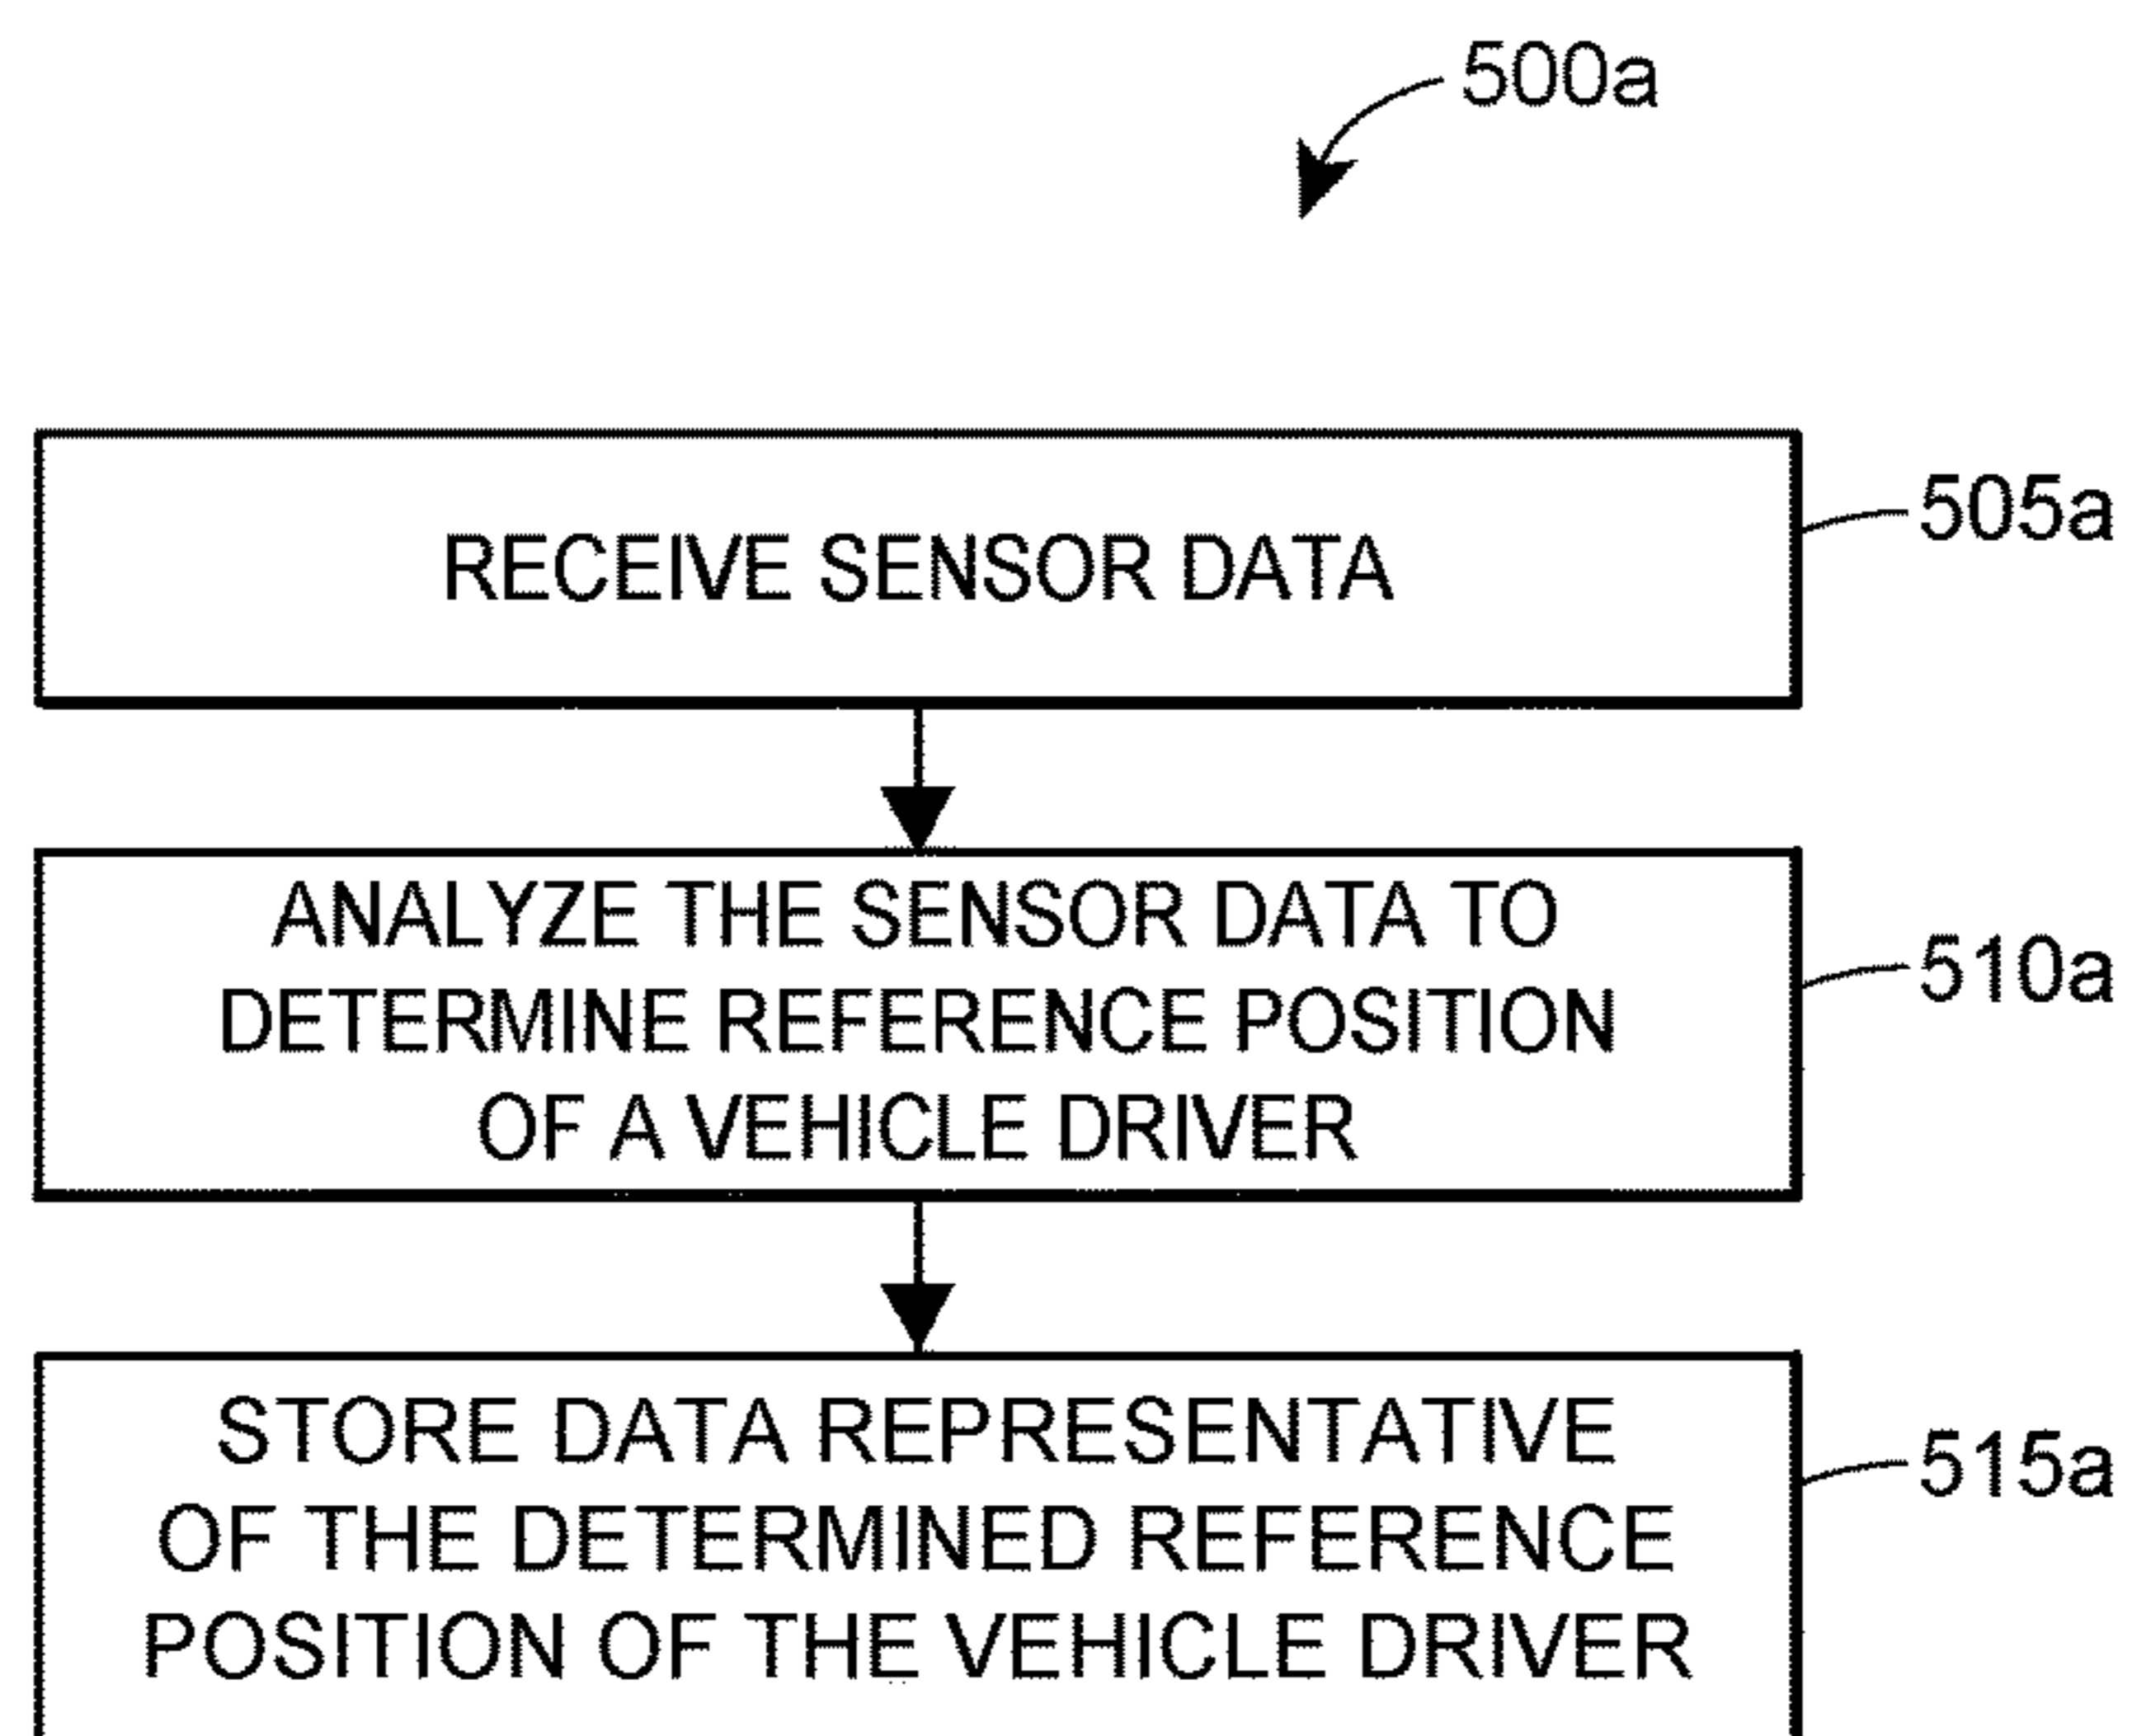 500a
RECEIVE SENSOR DATA
505a
ANALYZE THE SENSOR DATA TO
DETERMINE REFERENCE POSITION
OF A VEHICLE DRIVER
510a
STORE DATA REPRESENTATIVE
OF THE DETERMINED REFERENCE
POSITION OF THE VEHICLE DRIVER
515a